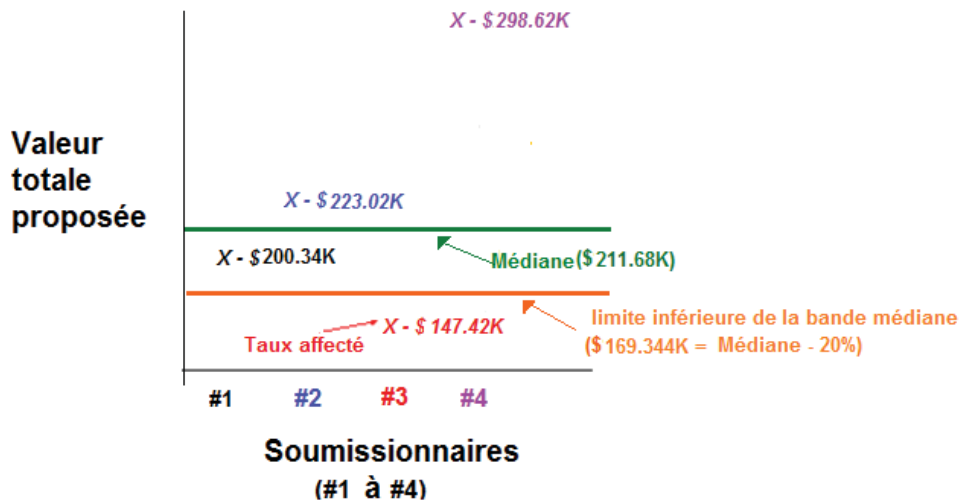 X - $298.62K
Valeur
totale
proposée
X - $223.02K
X - $200.34K
Médiane($211.68K)
X - $ 147.42K
Taux affecté
limite inférieure de la bande médiane
($169.344K = Médiane - 20%)
#1 #2 #3 #4
Soumissionnaires
(#1 à #4)